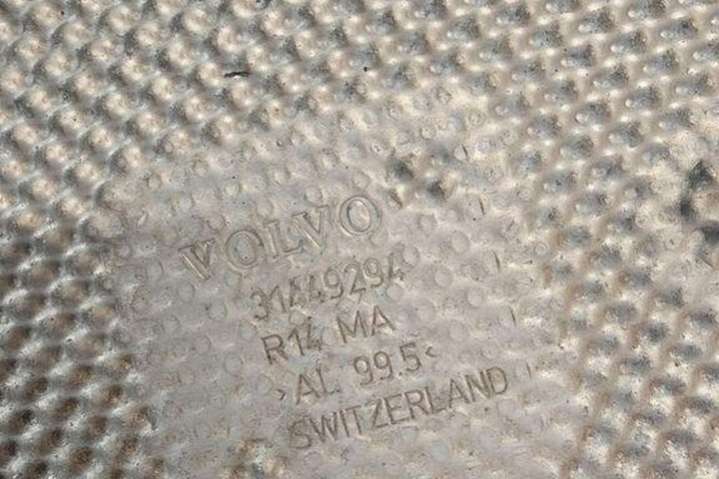 VOLVO
31449294
R14 MA
>AL 99.5<
SWITZERLAND